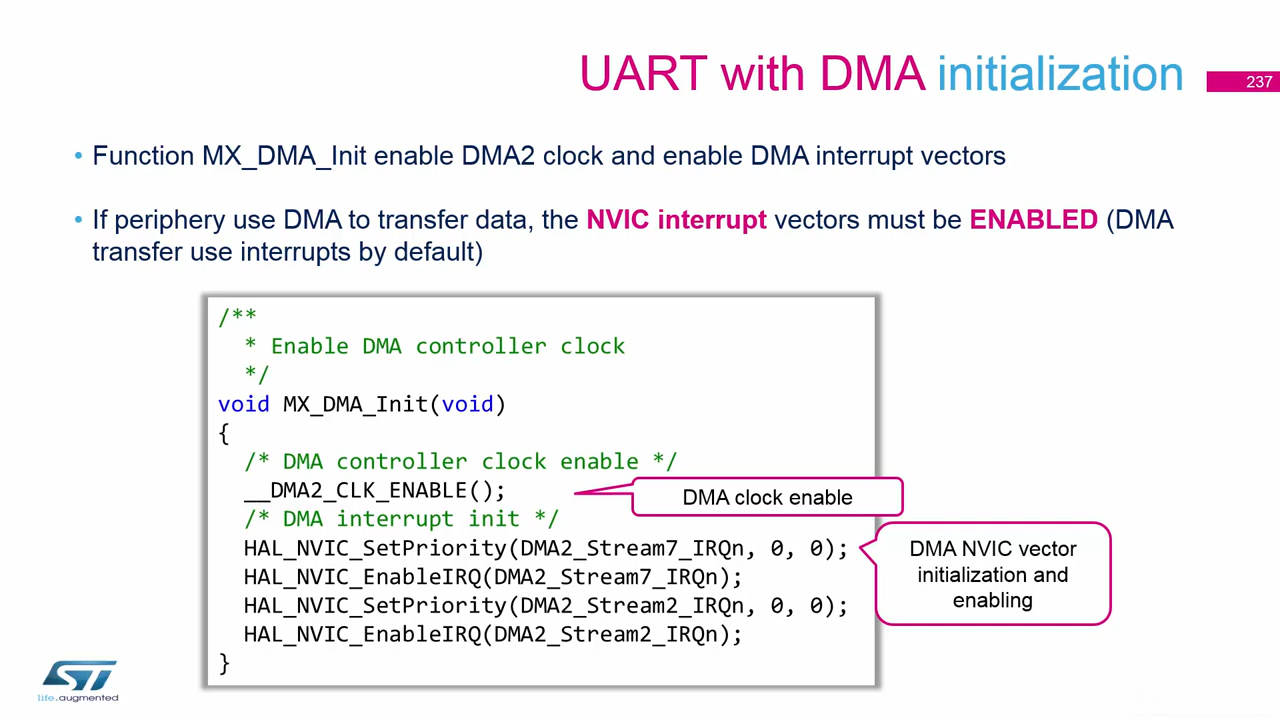 UART with DMA initialization
237
• Function MX_DMA_Init enable DMA2 clock and enable DMA interrupt vectors
• If periphery use DMA to transfer data, the NVIC interrupt vectors must be ENABLED (DMA
transfer use interrupts by default)
/**
  * Enable DMA controller clock
  */
void MX_DMA_Init(void)
{
  /* DMA controller clock enable */
  __DMA2_CLK_ENABLE();
DMA clock enable
  /* DMA interrupt init */
  HAL_NVIC_SetPriority(DMA2_Stream7_IRQn, 0, 0);
  HAL_NVIC_EnableIRQ(DMA2_Stream7_IRQn);
  HAL_NVIC_SetPriority(DMA2_Stream2_IRQn, 0, 0);
  HAL_NVIC_EnableIRQ(DMA2_Stream2_IRQn);
}
DMA NVIC vector
initialization and
enabling
ST
life.augmented